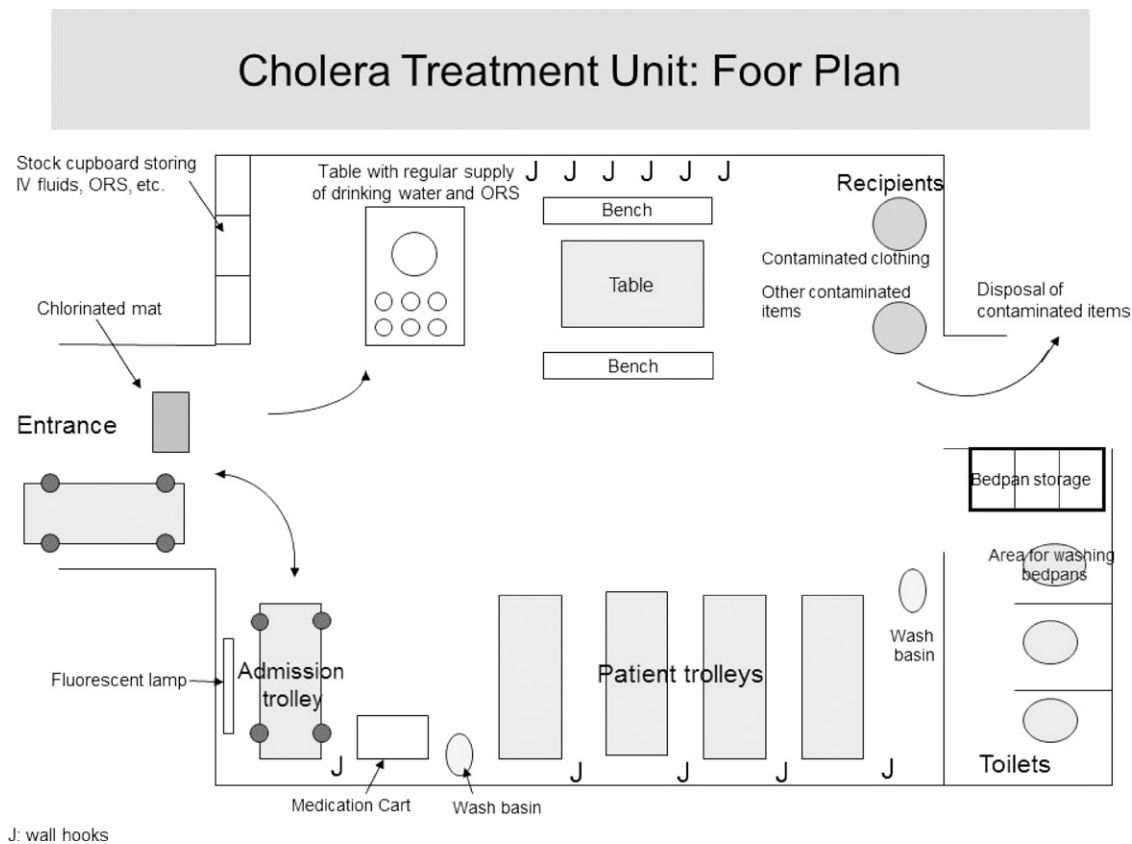 Cholera Treatment Unit: Foor Plan
Stock cupboard storing
IV fluids, ORS, etc.
Table with regular supply
of drinking water and ORS
J J J J J J
Bench
Table
Bench
Recipients
Contaminated clothing
Other contaminated
items
Disposal of
contaminated items
Chlorinated mat
Entrance
Bedpan storage
Area for washing
bedpans
Wash
basin
Fluorescent lamp
Admission
trolley
Patient trolleys
Toilets
J J J J J
Medication Cart
Wash basin
J: wall hooks